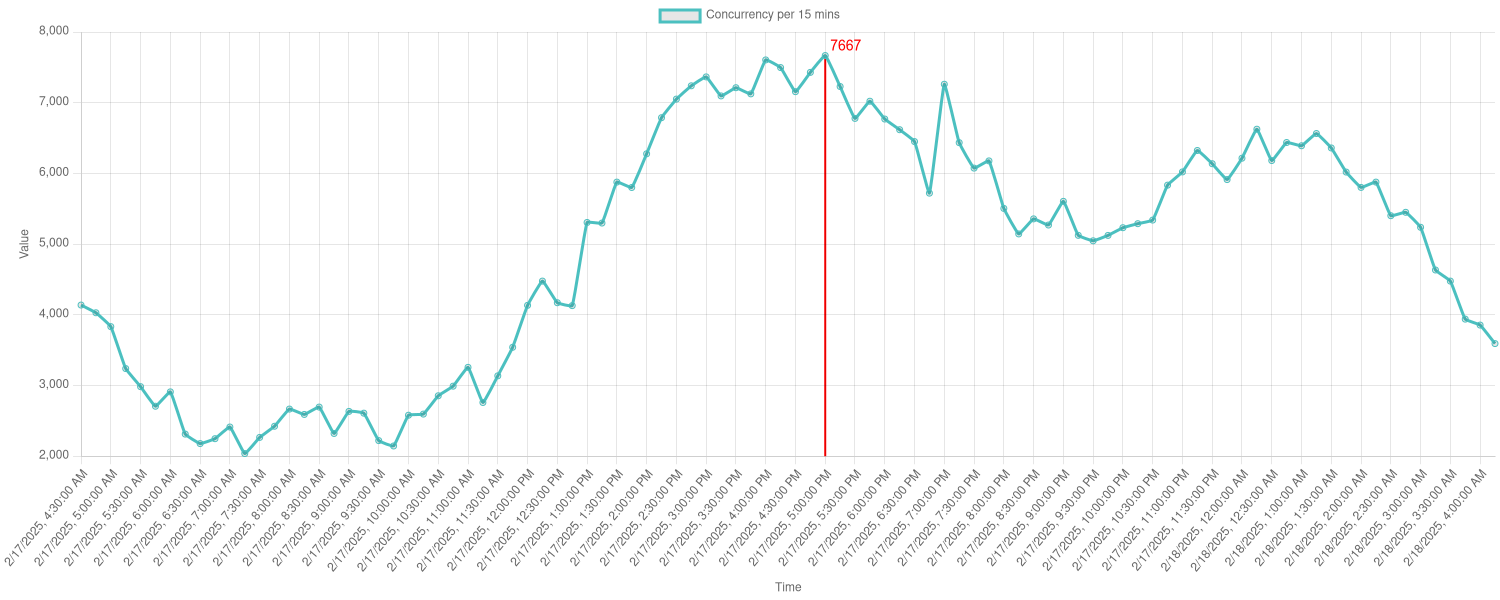 Concurrency per 15 mins
7667
8,000
7,000
6,000
5,000
4,000
3,000
2,000
Value
2/17/2025, 4:30:00 AM
2/17/2025, 5:00:00 AM
2/17/2025, 5:30:00 AM
2/17/2025, 6:00:00 AM
2/17/2025, 6:30:00 AM
2/17/2025, 7:00:00 AM
2/17/2025, 7:30:00 AM
2/17/2025, 8:00:00 AM
2/17/2025, 8:30:00 AM
2/17/2025, 9:00:00 AM
2/17/2025, 9:30:00 AM
2/17/2025, 10:00:00 AM
2/17/2025, 10:30:00 AM
2/17/2025, 11:00:00 AM
2/17/2025, 11:30:00 AM
2/17/2025, 12:00:00 PM
2/17/2025, 12:30:00 PM
2/17/2025, 1:00:00 PM
2/17/2025, 1:30:00 PM
2/17/2025, 2:00:00 PM
2/17/2025, 2:30:00 PM
2/17/2025, 3:00:00 PM
2/17/2025, 3:30:00 PM
2/17/2025, 4:00:00 PM
2/17/2025, 4:30:00 PM
2/17/2025, 5:00:00 PM
2/17/2025, 5:30:00 PM
2/17/2025, 6:00:00 PM
2/17/2025, 6:30:00 PM
2/17/2025, 7:00:00 PM
2/17/2025, 7:30:00 PM
2/17/2025, 8:00:00 PM
2/17/2025, 8:30:00 PM
2/17/2025, 9:00:00 PM
2/17/2025, 9:30:00 PM
2/17/2025, 10:00:00 PM
2/17/2025, 10:30:00 PM
2/17/2025, 11:00:00 PM
2/17/2025, 11:30:00 PM
2/18/2025, 12:00:00 AM
2/18/2025, 12:30:00 AM
2/18/2025, 1:00:00 AM
2/18/2025, 1:30:00 AM
2/18/2025, 2:00:00 AM
2/18/2025, 2:30:00 AM
2/18/2025, 3:00:00 AM
2/18/2025, 3:30:00 AM
2/18/2025, 4:00:00 AM
Time